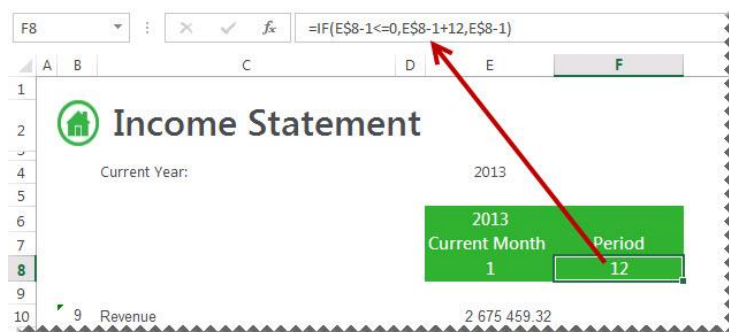 F8 fx =IF(E$8-1<=0,E$8-1+12,E$8-1)
A B C D E F
1
2 Income Statement
3
4 Current Year: 2013
5
6 2013
7 Current Month Period
8 1 12
9
10 9 Revenue 2 675 459.32